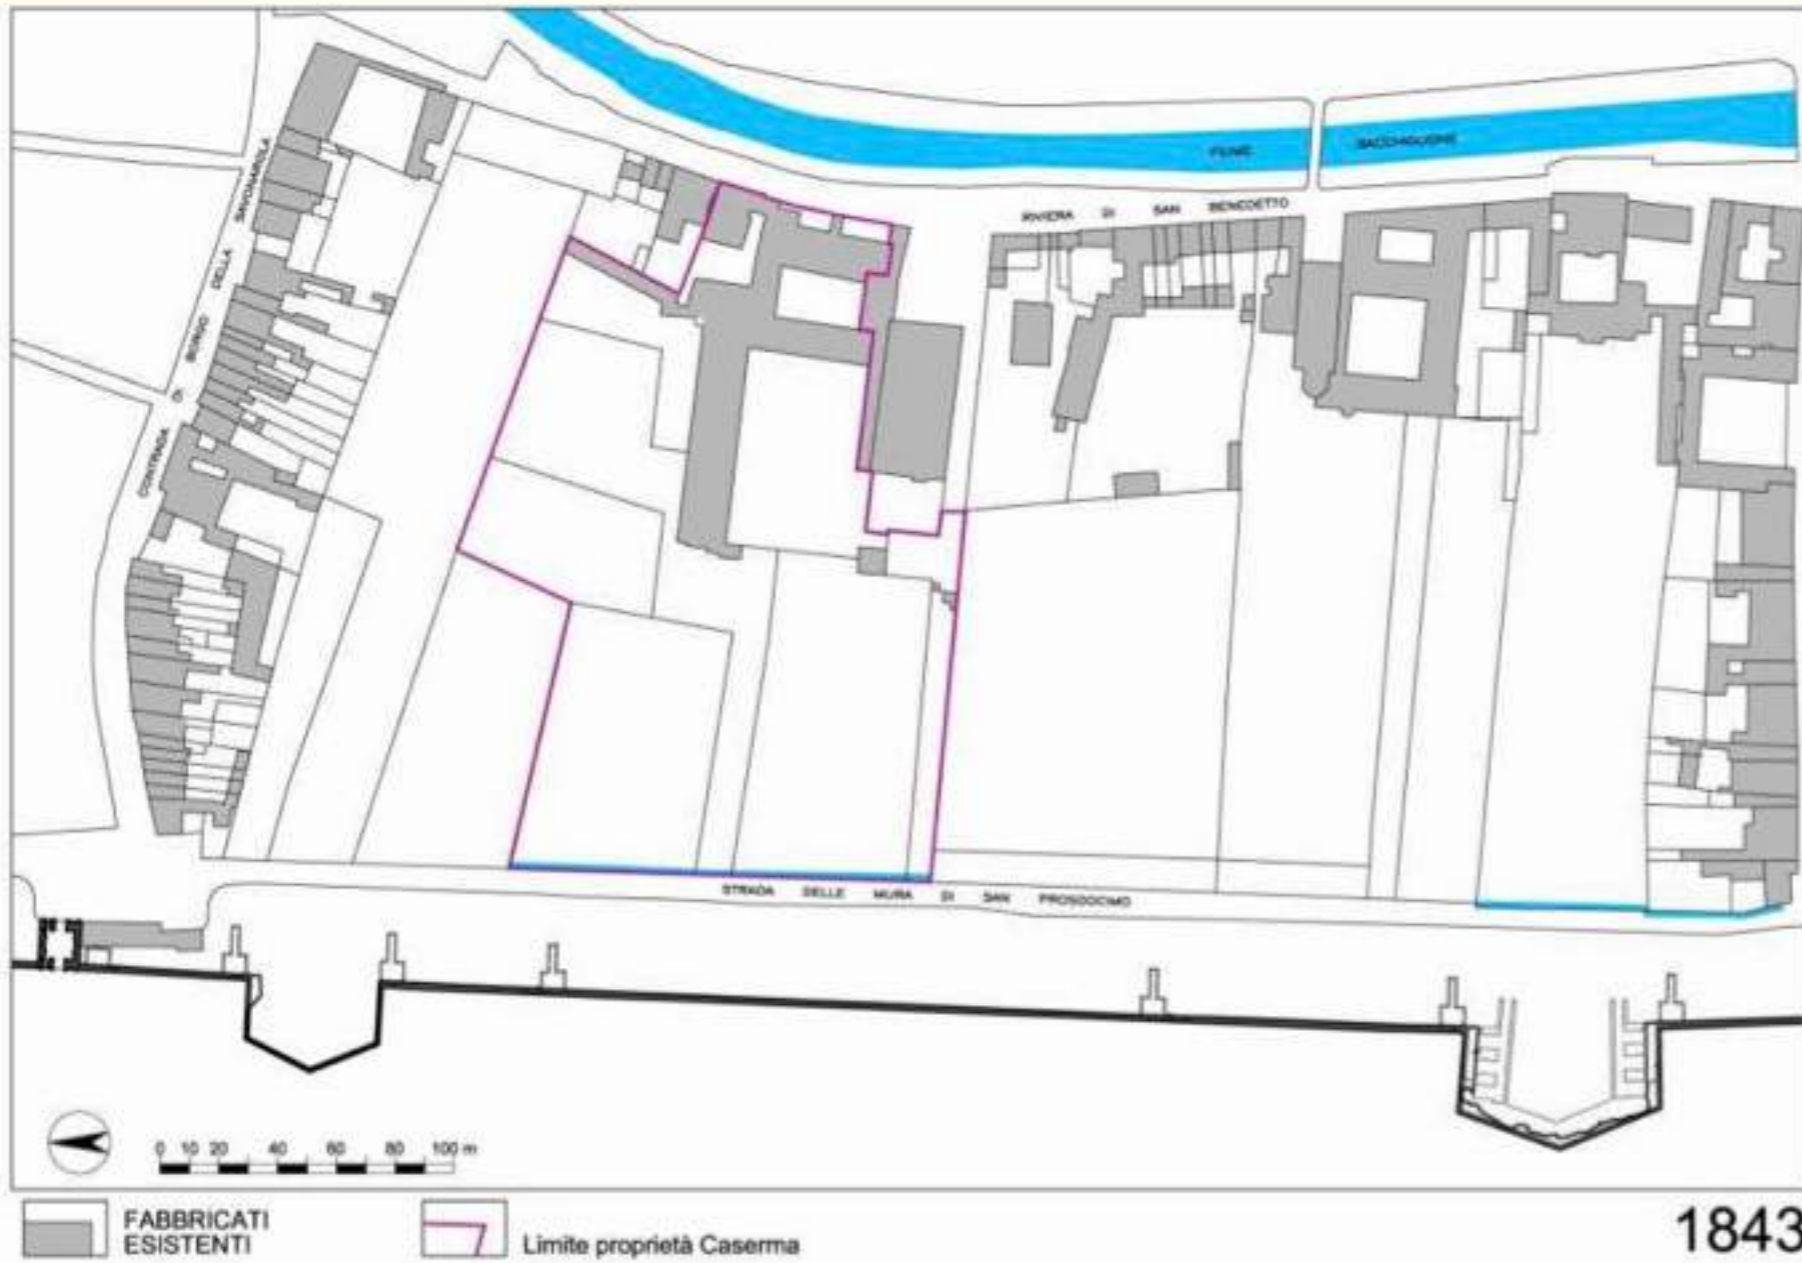 FIUME BACCHIGLIONE
RIVIERA DI SAN BENEDETTO
CONTRADA DI BORGO DELLA SAVONAROLA
STRADA DELLE MURA DI SAN PROSDOCIMO
0 10 20 40 60 80 100 m
FABBRICATI
ESISTENTI
Limite proprietà Caserma
1843